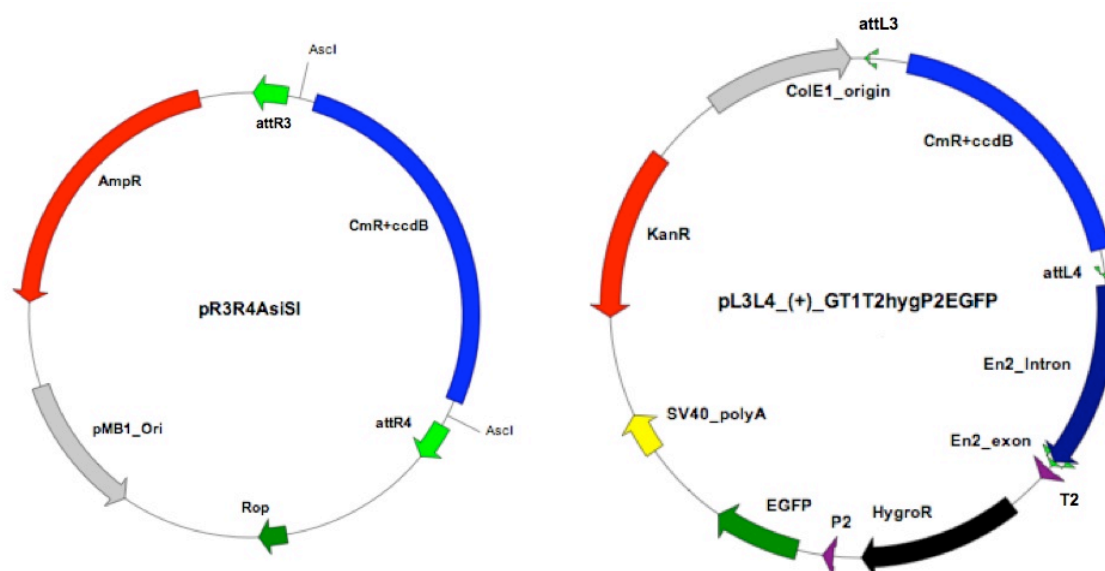 AscI
attR3
AmpR
CmR+ccdB
pR3R4AsiSI
attR4
AscI
pMB1_Ori
Rop
attL3
ColE1_origin
CmR+ccdB
KanR
attL4
pL3L4_(+)_GT1T2hygP2EGFP
En2_Intron
SV40_polyA
En2_exon
T2
EGFP
P2
HygroR